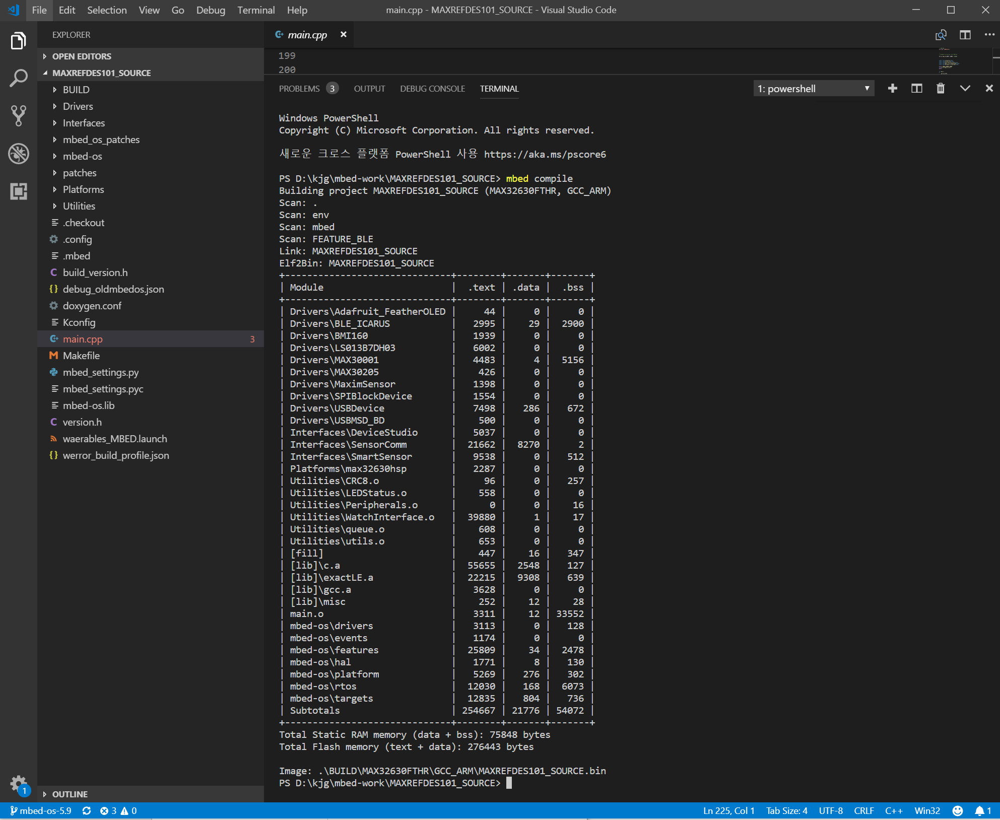 File Edit Selection View Go Debug Terminal Help
main.cpp - MAXREFDES101_SOURCE - Visual Studio Code
EXPLORER
OPEN EDITORS
MAXREFDES101_SOURCE
BUILD
Drivers
Interfaces
mbed_os_patches
mbed-os
patches
Platforms
Utilities
.checkout
.config
.mbed
build_version.h
debug_oldmbedos.json
doxygen.conf
Kconfig
main.cpp 3
Makefile
mbed_settings.py
mbed_settings.pyc
mbed-os.lib
version.h
waerables_MBED.launch
werror_build_profile.json
OUTLINE
1
main.cpp
199
200
PROBLEMS 3 OUTPUT DEBUG CONSOLE TERMINAL
1: powershell
Windows PowerShell
Copyright (C) Microsoft Corporation. All rights reserved.
새로운 크로스 플랫폼 PowerShell 사용 https://aka.ms/pscore6
PS D:\kjg\mbed-work\MAXREFDES101_SOURCE> mbed compile
Building project MAXREFDES101_SOURCE (MAX32630FTHR, GCC_ARM)
Scan: .
Scan: env
Scan: mbed
Scan: FEATURE_BLE
Link: MAXREFDES101_SOURCE
Elf2Bin: MAXREFDES101_SOURCE
+------------------------------+--------+-------+-------+
| Module | .text | .data | .bss |
+------------------------------+--------+-------+-------+
| Drivers\Adafruit_FeatherOLED | 44 | 0 | 0 |
| Drivers\BLE_ICARUS | 2995 | 29 | 2900 |
| Drivers\BMI160 | 1939 | 0 | 0 |
| Drivers\LS013B7DH03 | 6002 | 0 | 0 |
| Drivers\MAX30001 | 4483 | 4 | 5156 |
| Drivers\MAX30205 | 426 | 0 | 0 |
| Drivers\MaximSensor | 1398 | 0 | 0 |
| Drivers\SPIBlockDevice | 1554 | 0 | 0 |
| Drivers\USBDevice | 7498 | 286 | 672 |
| Drivers\USBMSD_BD | 500 | 0 | 0 |
| Interfaces\DeviceStudio | 5037 | 0 | 0 |
| Interfaces\SensorComm | 21662 | 8270 | 2 |
| Interfaces\SmartSensor | 9538 | 0 | 512 |
| Platforms\max32630hsp | 2287 | 0 | 0 |
| Utilities\CRC8.o | 96 | 0 | 257 |
| Utilities\LEDStatus.o | 558 | 0 | 0 |
| Utilities\Peripherals.o | 0 | 0 | 16 |
| Utilities\WatchInterface.o | 39880 | 1 | 17 |
| Utilities\queue.o | 608 | 0 | 0 |
| Utilities\utils.o | 653 | 0 | 0 |
| [fill] | 447 | 16 | 347 |
| [lib]\c.a | 55655 | 2548 | 127 |
| [lib]\exactLE.a | 22215 | 9308 | 639 |
| [lib]\gcc.a | 3628 | 0 | 0 |
| [lib]\misc | 252 | 12 | 28 |
| main.o | 3311 | 12 | 33552 |
| mbed-os\drivers | 3113 | 0 | 128 |
| mbed-os\events | 1174 | 0 | 0 |
| mbed-os\features | 25809 | 34 | 2478 |
| mbed-os\hal | 1771 | 8 | 130 |
| mbed-os\platform | 5269 | 276 | 302 |
| mbed-os\rtos | 12030 | 168 | 6073 |
| mbed-os\targets | 12835 | 804 | 736 |
| Subtotals | 254667 | 21776 | 54072 |
+------------------------------+--------+-------+-------+
Total Static RAM memory (data + bss): 75848 bytes
Total Flash memory (text + data): 276443 bytes
Image: .\BUILD\MAX32630FTHR\GCC_ARM\MAXREFDES101_SOURCE.bin
PS D:\kjg\mbed-work\MAXREFDES101_SOURCE>
mbed-os-5.9 3 0 Ln 225, Col 1 Tab Size: 4 UTF-8 CRLF C++ Win32 1